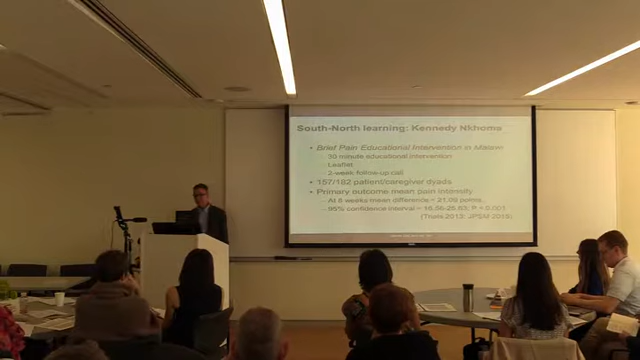 South-North learning: Kennedy Nkhoma
• Brief Pain Educational Intervention in Malawi
– 30 minute educational intervention
– Leaflet
– 2-week follow-up call
• 157/182 patient/caregiver dyads
• Primary outcome mean pain intensity
– At 8 weeks mean difference = 21.09 points,
– 95% confidence interval = 16.56-25.63; P < 0.001
(Trials 2013; JPSM 2015)